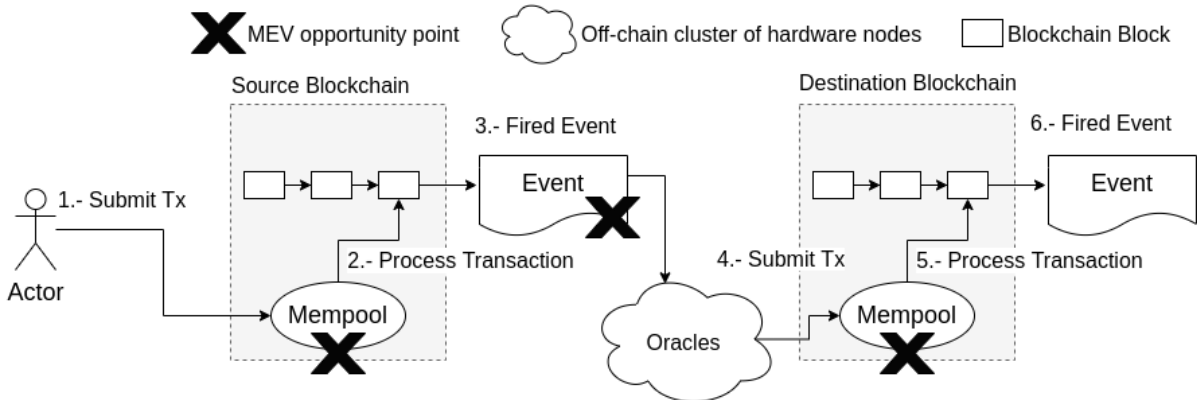 MEV opportunity point
Off-chain cluster of hardware nodes
Blockchain Block
Source Blockchain
Destination Blockchain
3.- Fired Event
6.- Fired Event
Event
Event
1.- Submit Tx
2.- Process Transaction
4.- Submit Tx
5.- Process Transaction
Actor
Mempool
Oracles
Mempool